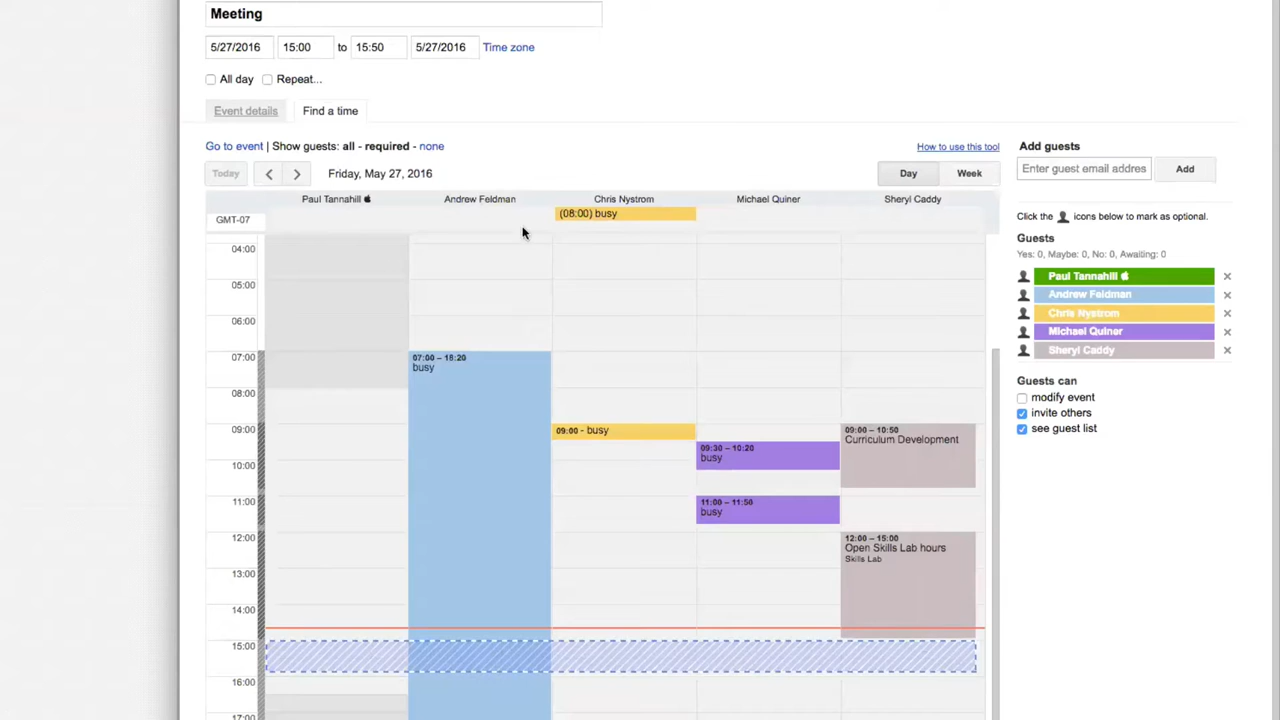 Meeting
5/27/2016 15:00 to 15:50 5/27/2016 Time zone
All day Repeat...
Event details Find a time
Go to event | Show guests: all - required - none How to use this tool
Today Friday, May 27, 2016 Day Week
Paul Tannahill Andrew Feldman Chris Nystrom Michael Quiner Sheryl Caddy
GMT-07
(08:00) busy
04:00
05:00
06:00
07:00
08:00
09:00
10:00
11:00
12:00
13:00
14:00
15:00
16:00
17:00
07:00 – 18:20
busy
09:00 - busy
09:30 – 10:20
busy
11:00 – 11:50
busy
09:00 – 10:50
Curriculum Development
12:00 – 15:00
Open Skills Lab hours
Skills Lab
Add guests
Enter guest email addres Add
Click the icons below to mark as optional.
Guests
Yes: 0, Maybe: 0, No: 0, Awaiting: 0
Paul Tannahill
Andrew Feldman
Chris Nystrom
Michael Quiner
Sheryl Caddy
Guests can
modify event
invite others
see guest list